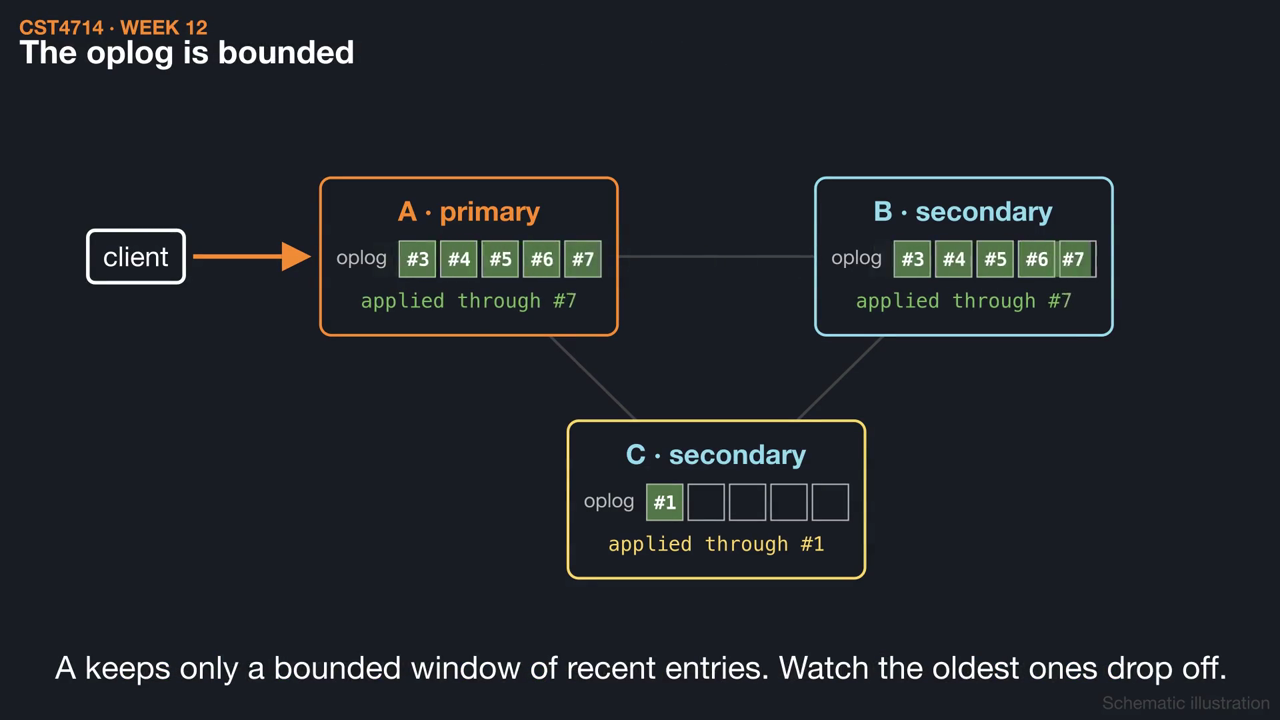 CST4714 · WEEK 12
The oplog is bounded
client
A · primary
oplog #3 #4 #5 #6 #7
applied through #7
B · secondary
oplog #3 #4 #5 #6 #7
applied through #7
C · secondary
oplog #1
applied through #1
A keeps only a bounded window of recent entries. Watch the oldest ones drop off.
Schematic illustration